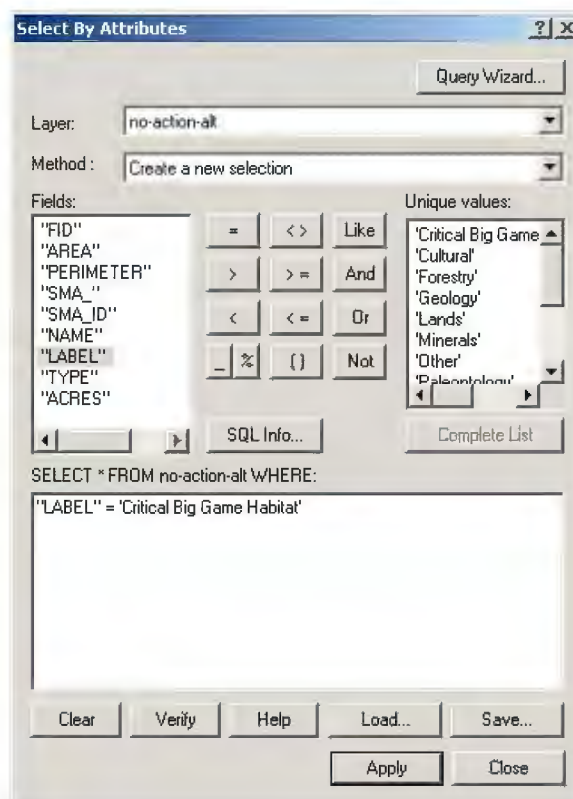 Select By Attributes
Query Wizard...
Layer: no-action-alt
Method : Create a new selection
Fields:
Unique values:
"FID"
"AREA"
"PERIMETER"
"SMA_"
"SMA_ID"
"NAME"
"LABEL"
"TYPE"
"ACRES"
= < > Like
> > = And
< < = Or
_ % ( ) Not
'Critical Big Game
'Cultural'
'Forestry'
'Geology'
'Lands'
'Minerals'
'Other'
'Paleontology'
SQL Info...
Complete List
SELECT * FROM no-action-alt WHERE:
"LABEL" = 'Critical Big Game Habitat'
Clear Verify Help Load... Save...
Apply Close